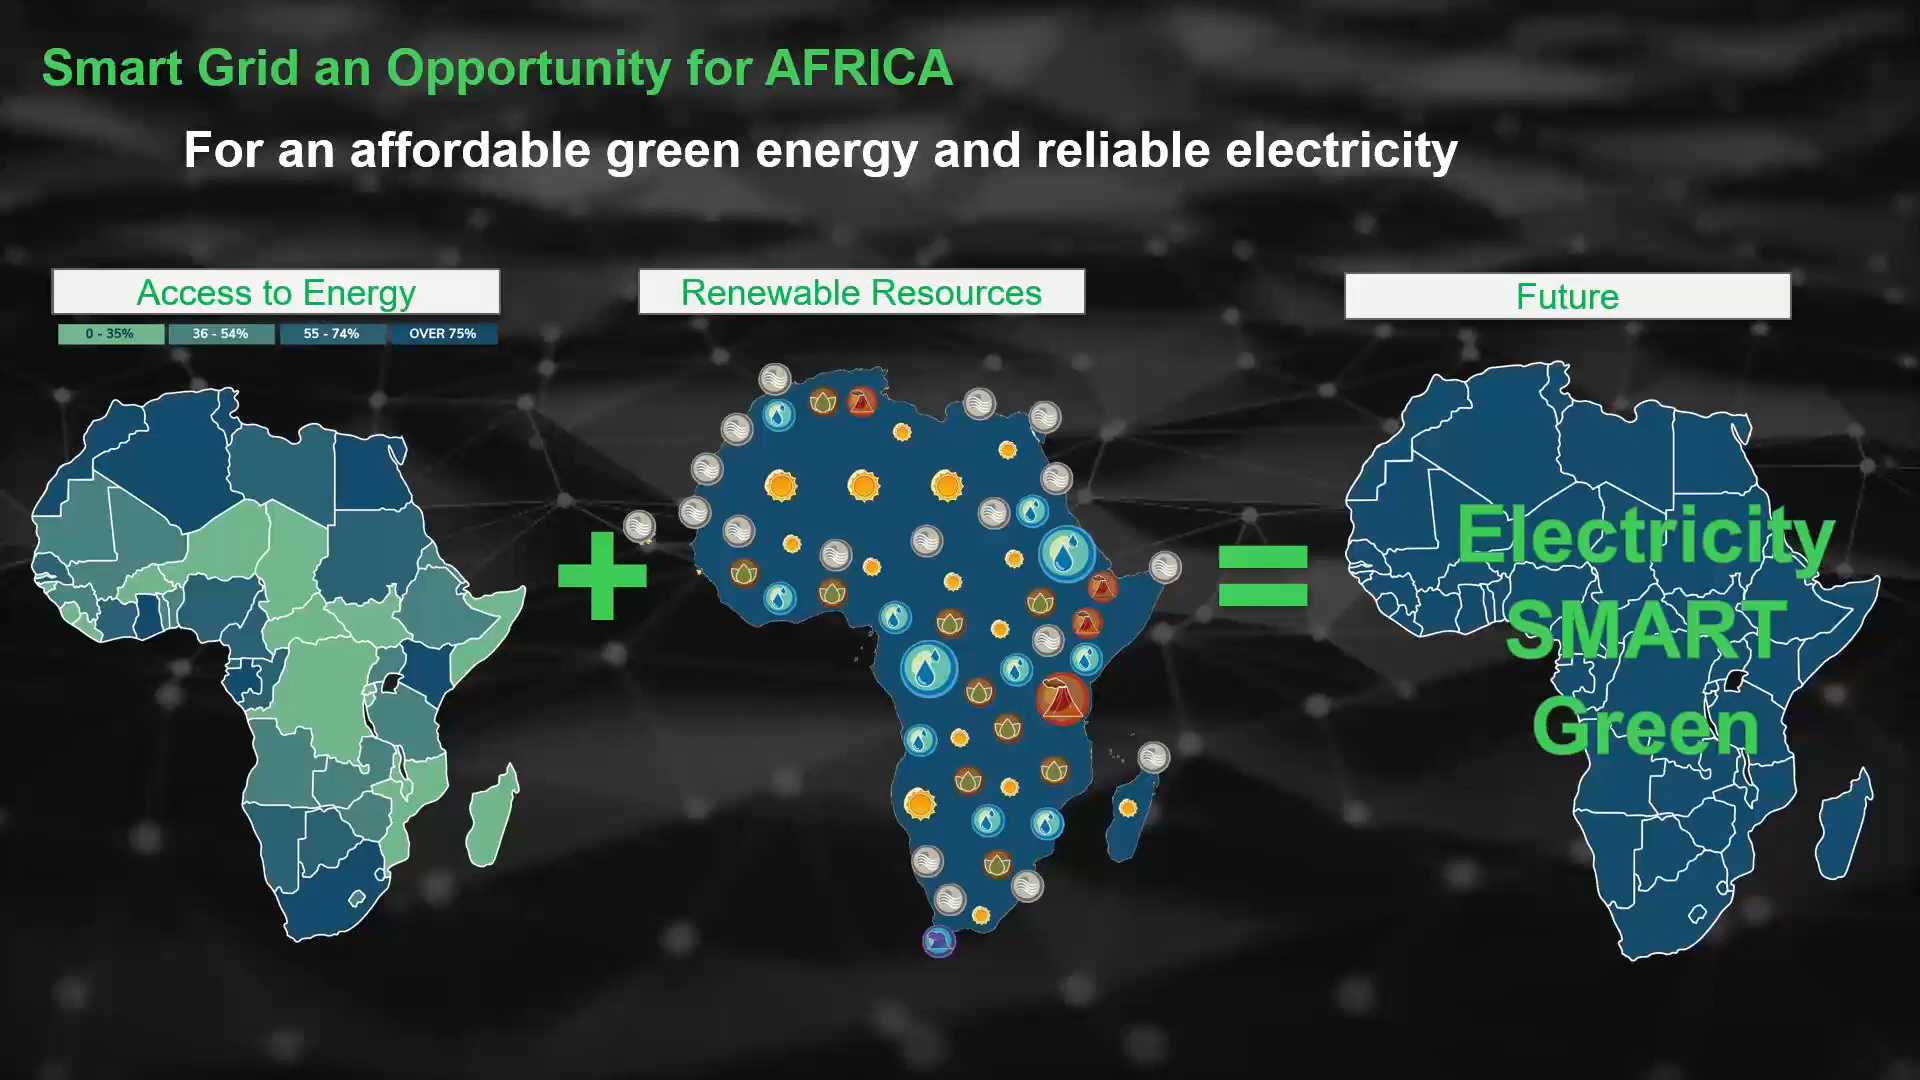 Smart Grid an Opportunity for AFRICA
For an affordable green energy and reliable electricity
Access to Energy
0 - 35%
36 - 54%
55 - 74%
OVER 75%
Renewable Resources
Future
Electricity
SMART
Green